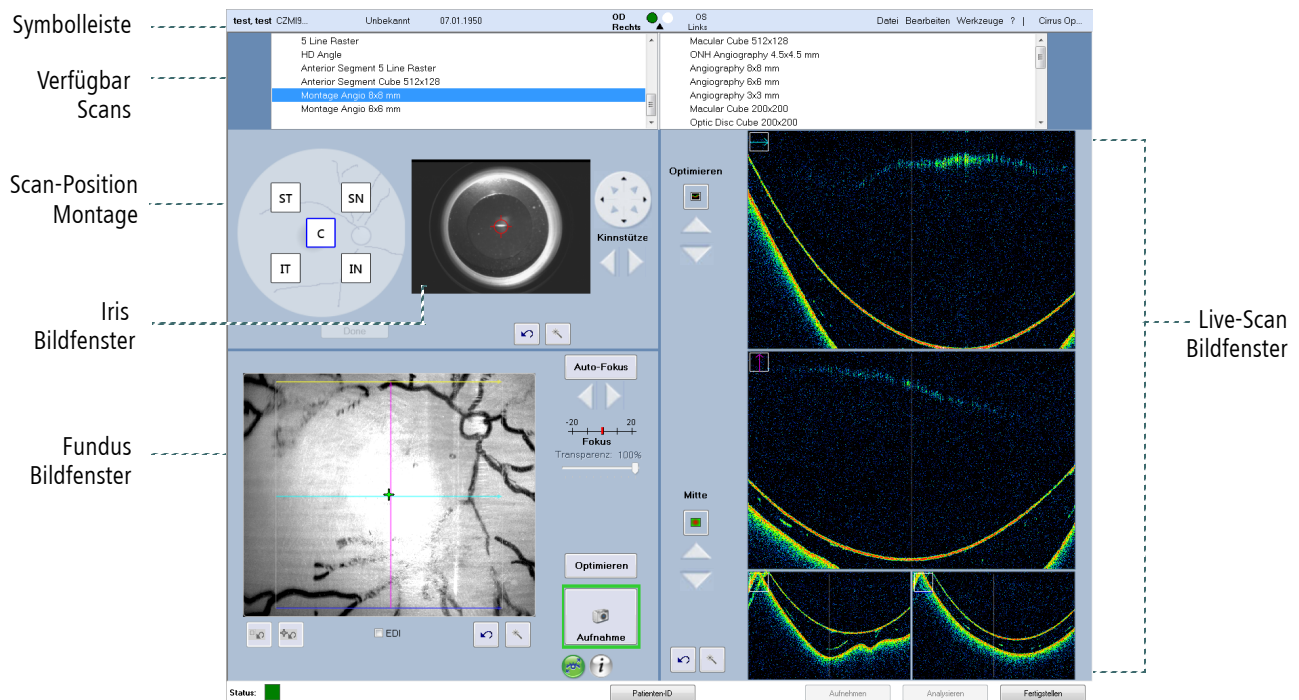 Symbolleiste
Verfügbar
Scans
Scan-Position
Montage
Iris
Bildfenster
Fundus
Bildfenster
Live-Scan
Bildfenster
test, test CZMI9... Unbekannt 07.01.1950
OD
Rechts
OS
Links
Datei Bearbeiten Werkzeuge ? | Cirrus Op...
5 Line Raster
HD Angle
Anterior Segment 5 Line Raster
Anterior Segment Cube 512x128
Montage Angio 8x8 mm
Montage Angio 6x6 mm
Macular Cube 512x128
ONH Angiography 4.5x4.5 mm
Angiography 8x8 mm
Angiography 6x6 mm
Angiography 3x3 mm
Macular Cube 200x200
Optic Disc Cube 200x200
ST SN
C
IT IN
Done
Kinnstütze
Optimieren
Auto-Fokus
-20 20
Fokus
Transparenz: 100%
Mitte
Optimieren
Aufnahme
EDI
Status:
Patienten-ID
Aufnehmen
Analysieren
Fertigstellen